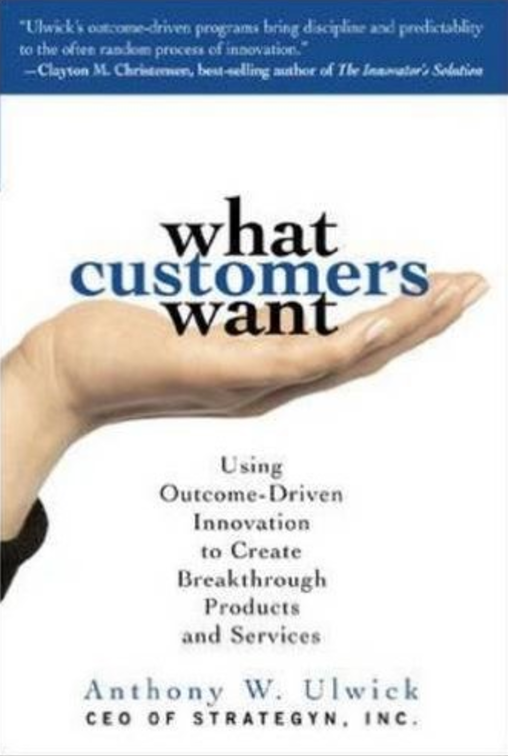 "Ulwick's outcome-driven programs bring discipline and predictability
to the often random process of innovation."
—Clayton M. Christensen, best-selling author of The Innovator's Solution
what
customers
want
Using
Outcome-Driven
Innovation
to Create
Breakthrough
Products
and Services
Anthony W. Ulwick
CEO OF STRATEGYN, INC.